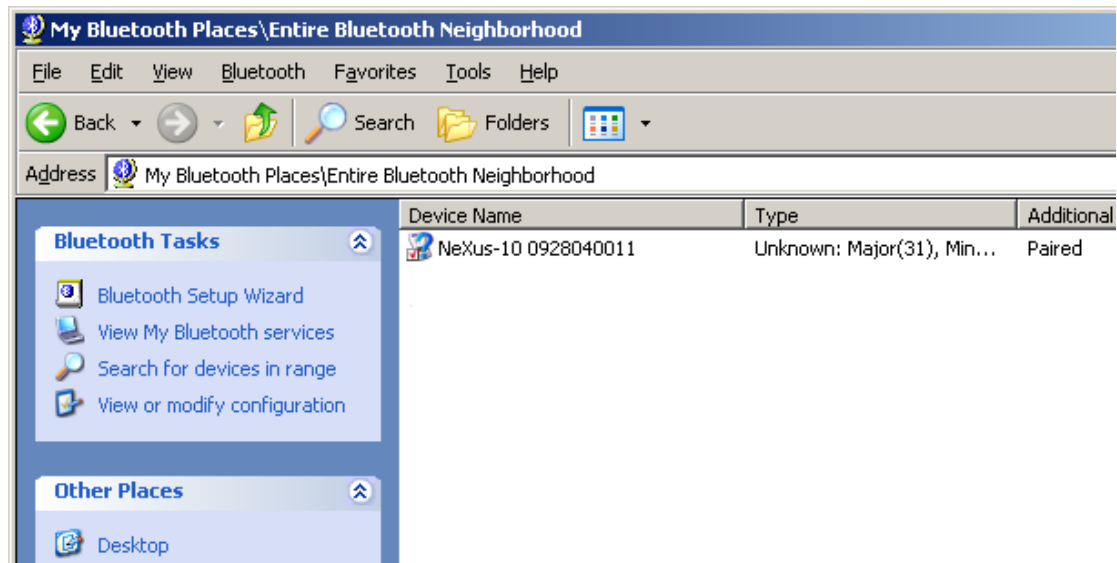 My Bluetooth Places\Entire Bluetooth Neighborhood
File Edit View Bluetooth Favorites Tools Help
Back Search Folders
Address My Bluetooth Places\Entire Bluetooth Neighborhood
Device Name Type Additional
Bluetooth Tasks
NeXus-10 0928040011 Unknown: Major(31), Min... Paired
Bluetooth Setup Wizard
View My Bluetooth services
Search for devices in range
View or modify configuration
Other Places
Desktop